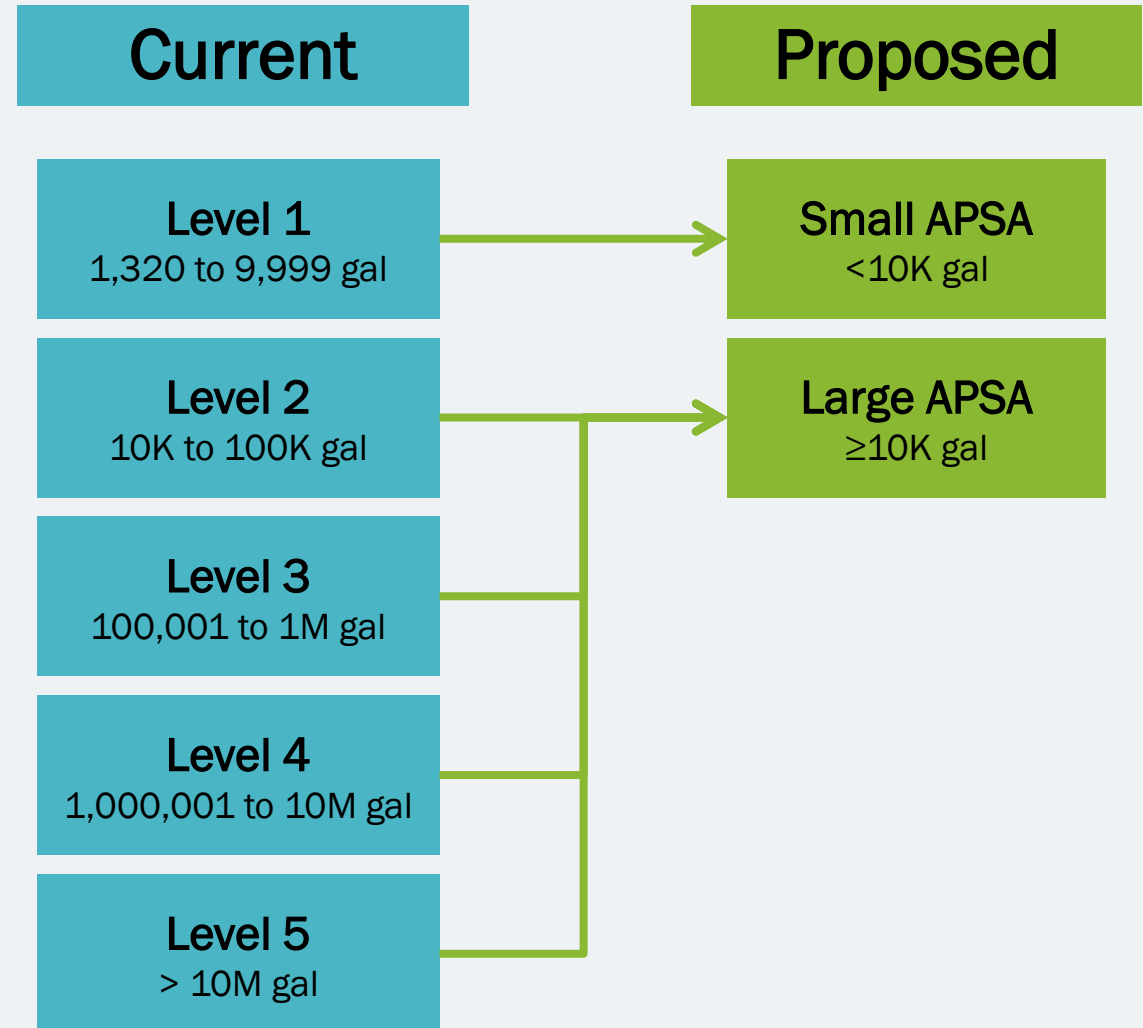 Current
Proposed
Level 1
1,320 to 9,999 gal
Small APSA
<10K gal
Level 2
10K to 100K gal
Large APSA
≥10K gal
Level 3
100,001 to 1M gal
Level 4
1,000,001 to 10M gal
Level 5
> 10M gal